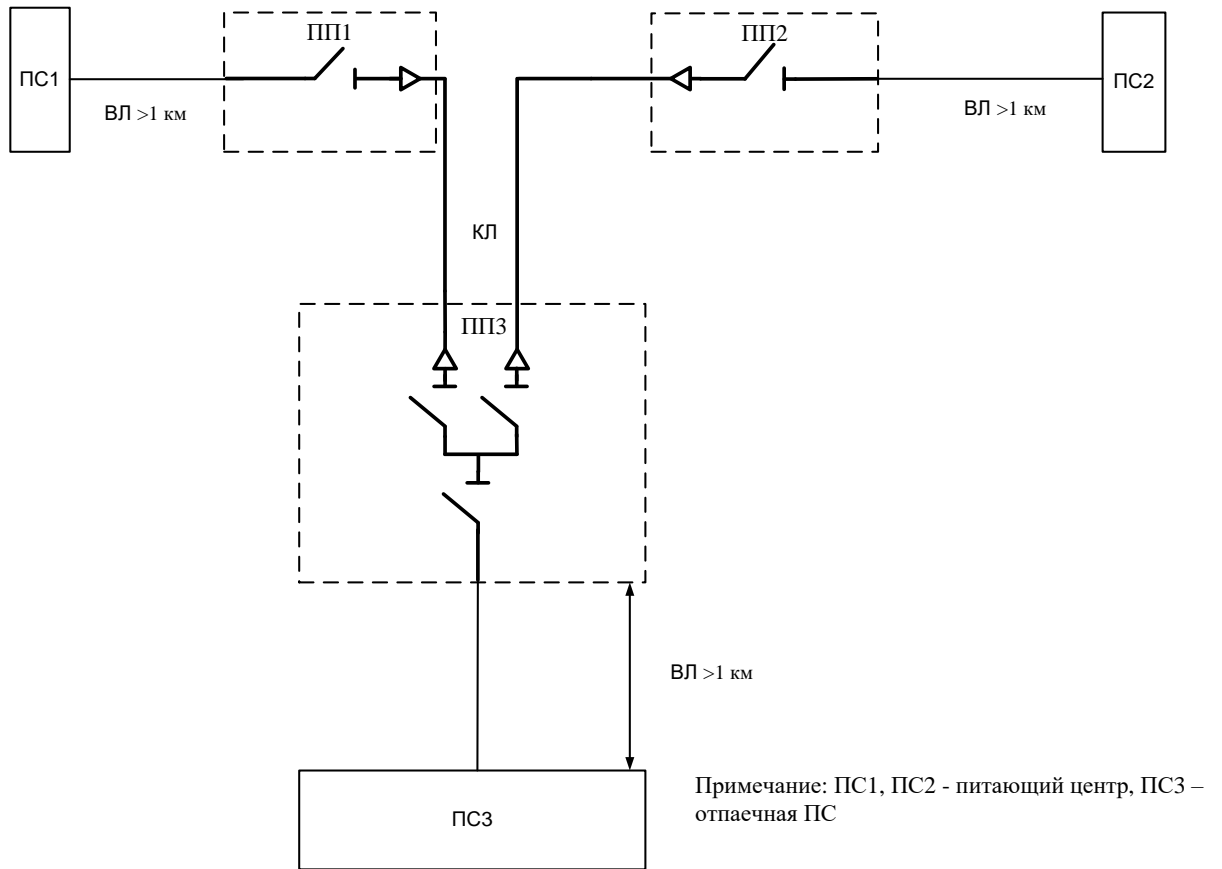 ПП1
ПП2
ПС1
ПС2
ВЛ >1 км
ВЛ >1 км
КЛ
ПП3
ВЛ >1 км
Примечание: ПС1, ПС2 - питающий центр, ПС3 –
отпаечная ПС
ПС3